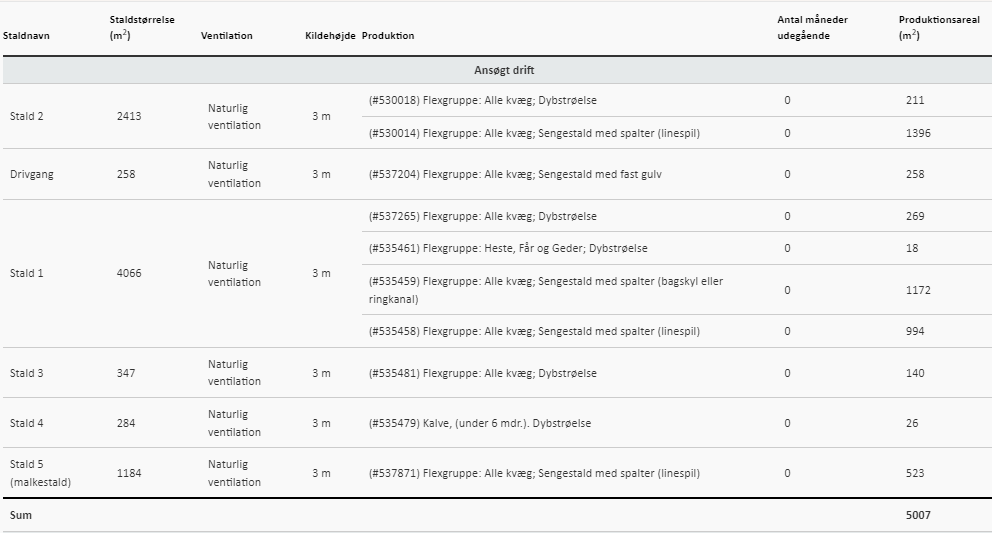 Staldnavn Staldstørrelse (m²) Ventilation Kildehøjde Produktion Antal måneder udegående Produktionsareal (m²)
Ansøgt drift
Stald 2 2413 Naturlig ventilation 3 m (#530018) Flexgruppe: Alle kvæg; Dybstrøelse 0 211
(#530014) Flexgruppe: Alle kvæg; Sengestald med spalter (linespil) 0 1396
Drivgang 258 Naturlig ventilation 3 m (#537204) Flexgruppe: Alle kvæg; Sengestald med fast gulv 0 258
Stald 1 4066 Naturlig ventilation 3 m (#537265) Flexgruppe: Alle kvæg; Dybstrøelse 0 269
(#535461) Flexgruppe: Heste, Får og Geder; Dybstrøelse 0 18
(#535459) Flexgruppe: Alle kvæg; Sengestald med spalter (bagskyl eller ringkanal) 0 1172
(#535458) Flexgruppe: Alle kvæg; Sengestald med spalter (linespil) 0 994
Stald 3 347 Naturlig ventilation 3 m (#535481) Flexgruppe: Alle kvæg; Dybstrøelse 0 140
Stald 4 284 Naturlig ventilation 3 m (#535479) Kalve, (under 6 mdr.). Dybstrøelse 0 26
Stald 5 (malkestald) 1184 Naturlig ventilation 3 m (#537871) Flexgruppe: Alle kvæg; Sengestald med spalter (linespil) 0 523
Sum 5007